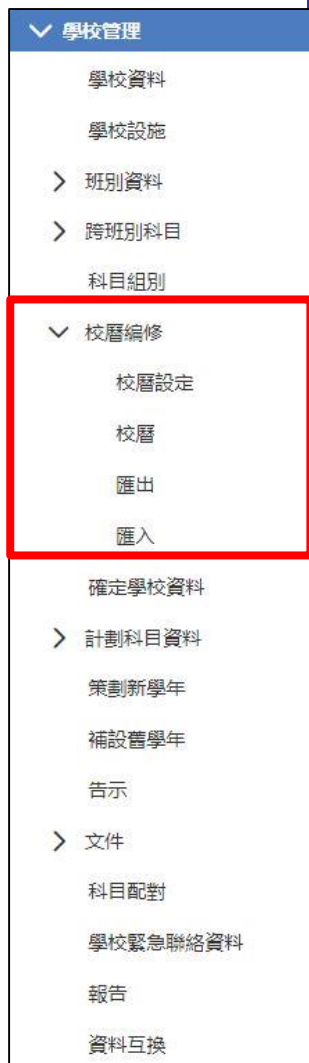 學校管理
學校資料
學校設施
班別資料
跨班別科目
科目組別
校曆編修
校曆設定
校曆
匯出
匯入
確定學校資料
計劃科目資料
策劃新學年
補設舊學年
告示
文件
科目配對
學校緊急聯絡資料
報告
資料互換